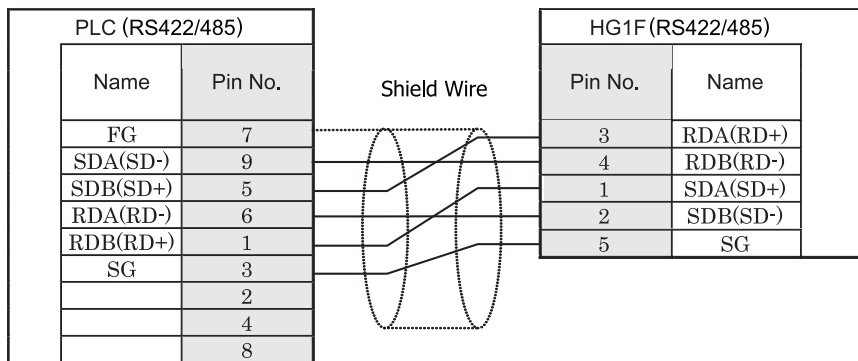 PLC (RS422/485)
Name Pin No.
FG 7
SDA(SD-) 9
SDB(SD+) 5
RDA(RD-) 6
RDB(RD+) 1
SG 3
2
4
8
Shield Wire
HG1F(RS422/485)
Pin No. Name
3 RDA(RD+)
4 RDB(RD-)
1 SDA(SD+)
2 SDB(SD-)
5 SG